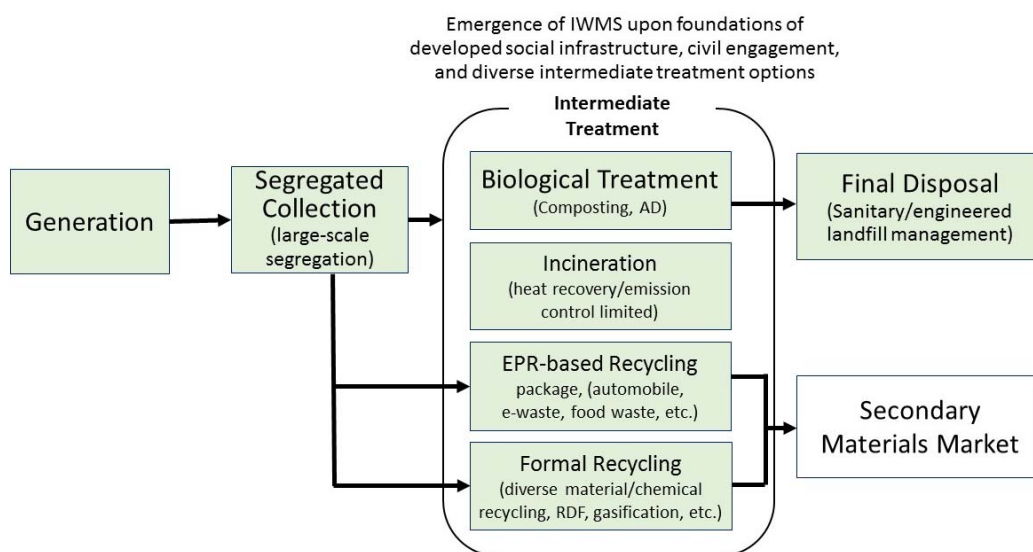 Emergence of IWMS upon foundations of
developed social infrastructure, civil engagement,
and diverse intermediate treatment options
Intermediate
Treatment
Generation
Segregated
Collection
(large-scale
segregation)
Biological Treatment
(Composting, AD)
Incineration
(heat recovery/emission
control limited)
EPR-based Recycling
package, (automobile,
e-waste, food waste, etc.)
Formal Recycling
(diverse material/chemical
recycling, RDF, gasification, etc.)
Final Disposal
(Sanitary/engineered
landfill management)
Secondary
Materials Market